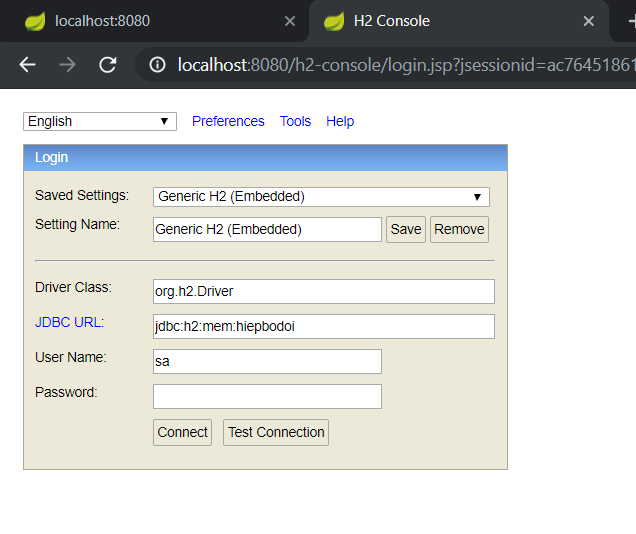 localhost:8080
H2 Console
localhost:8080/h2-console/login.jsp?jsessionid=ac76451861
English Preferences Tools Help
Login
Saved Settings: Generic H2 (Embedded)
Setting Name: Generic H2 (Embedded) Save Remove
Driver Class: org.h2.Driver
JDBC URL: jdbc:h2:mem:hiepbodoi
User Name: sa
Password:
Connect Test Connection